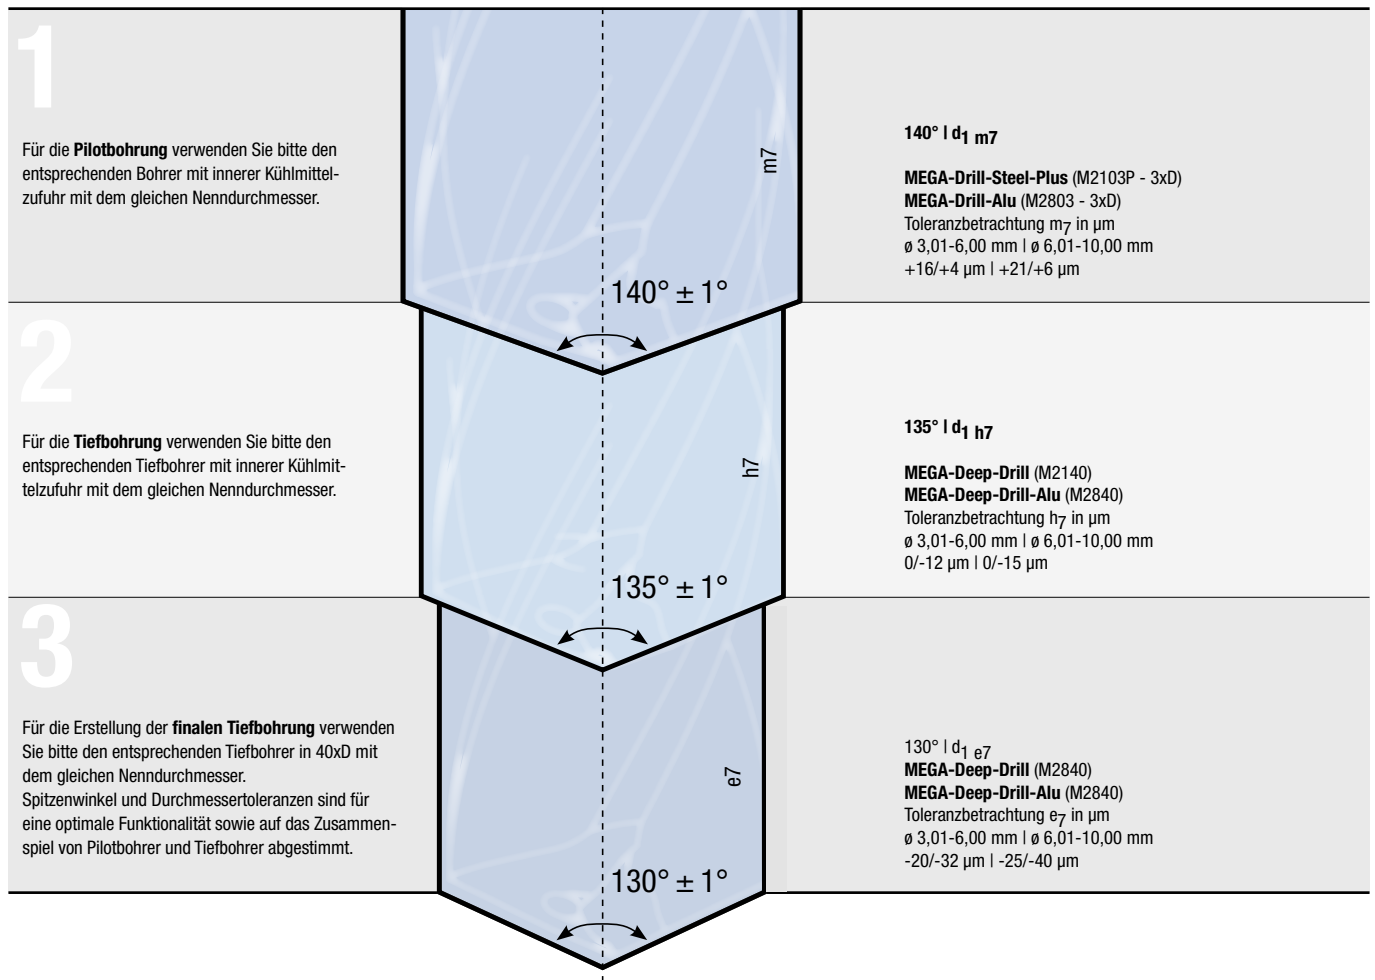 1
Für die Pilotbohrung verwenden Sie bitte den
entsprechenden Bohrer mit innerer Kühlmittel-
zufuhr mit dem gleichen Nenndurchmesser.
m7
140° ± 1°
140° | d1 m7
MEGA-Drill-Steel-Plus (M2103P - 3xD)
MEGA-Drill-Alu (M2803 - 3xD)
Toleranzbetrachtung m7 in µm
ø 3,01-6,00 mm | ø 6,01-10,00 mm
+16/+4 µm | +21/+6 µm
2
Für die Tiefbohrung verwenden Sie bitte den
entsprechenden Tiefbohrer mit innerer Kühlmit-
telzufuhr mit dem gleichen Nenndurchmesser.
h7
135° ± 1°
135° | d1 h7
MEGA-Deep-Drill (M2140)
MEGA-Deep-Drill-Alu (M2840)
Toleranzbetrachtung h7 in µm
ø 3,01-6,00 mm | ø 6,01-10,00 mm
0/-12 µm | 0/-15 µm
3
Für die Erstellung der finalen Tiefbohrung verwenden
Sie bitte den entsprechenden Tiefbohrer in 40xD mit
dem gleichen Nenndurchmesser.
Spitzenwinkel und Durchmessertoleranzen sind für
eine optimale Funktionalität sowie auf das Zusammen-
spiel von Pilotbohrer und Tiefbohrer abgestimmt.
e7
130° ± 1°
130° | d1 e7
MEGA-Deep-Drill (M2840)
MEGA-Deep-Drill-Alu (M2840)
Toleranzbetrachtung e7 in µm
ø 3,01-6,00 mm | ø 6,01-10,00 mm
-20/-32 µm | -25/-40 µm